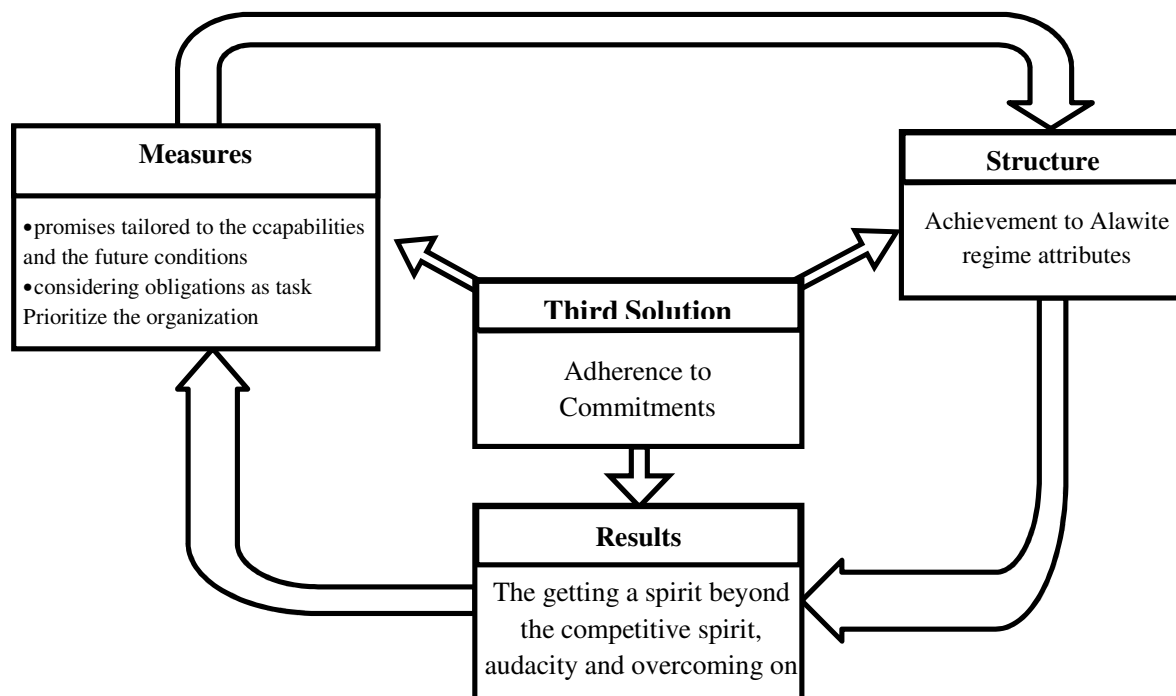 Measures
•promises tailored to the ccapabilities
and the future conditions
•considering obligations as task
Prioritize the organization
Structure
Achievement to Alawite
regime attributes
Third Solution
Adherence to
Commitments
Results
The getting a spirit beyond
the competitive spirit,
audacity and overcoming on